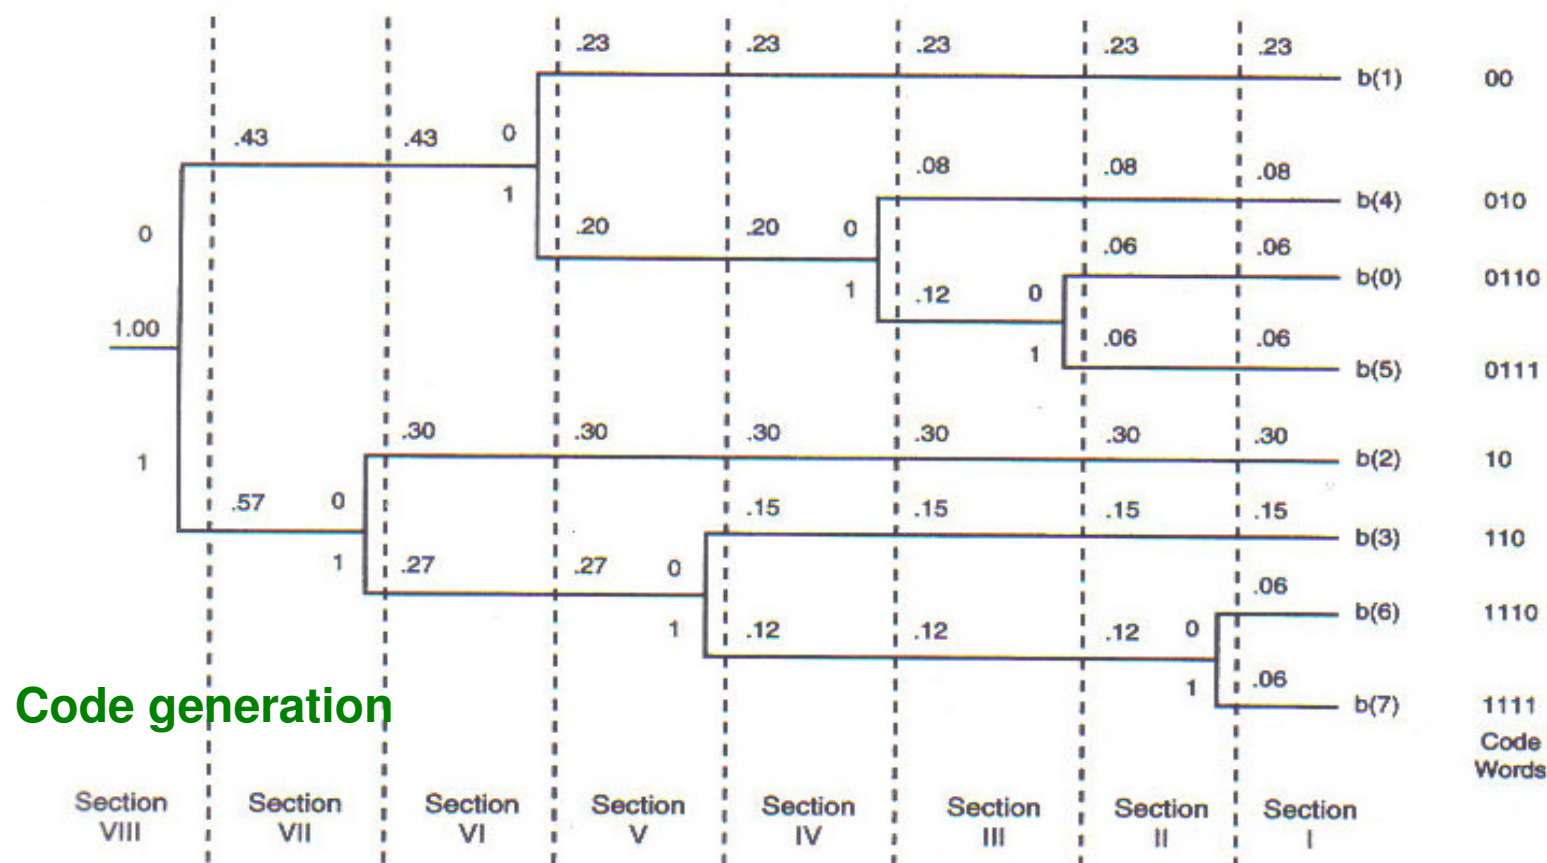 .23 .23 .23 .23 .23
b(1) 00
.43 .43 0
.08 .08 .08
1
b(4) 010
0 .20 .20 0
.06 .06
b(0) 0110
1 .12 0
1.00
.06 .06
1
b(5) 0111
.30 .30 .30 .30 .30 .30
1
b(2) 10
.57 0
.15 .15 .15 .15
b(3) 110
1 .27 .27 0
.06
b(6) 1110
1 .12 .12 .12 0
.06
1
b(7) 1111
Code generation
Code
Words
Section Section Section Section Section Section Section Section
VIII VII VI V IV III II I